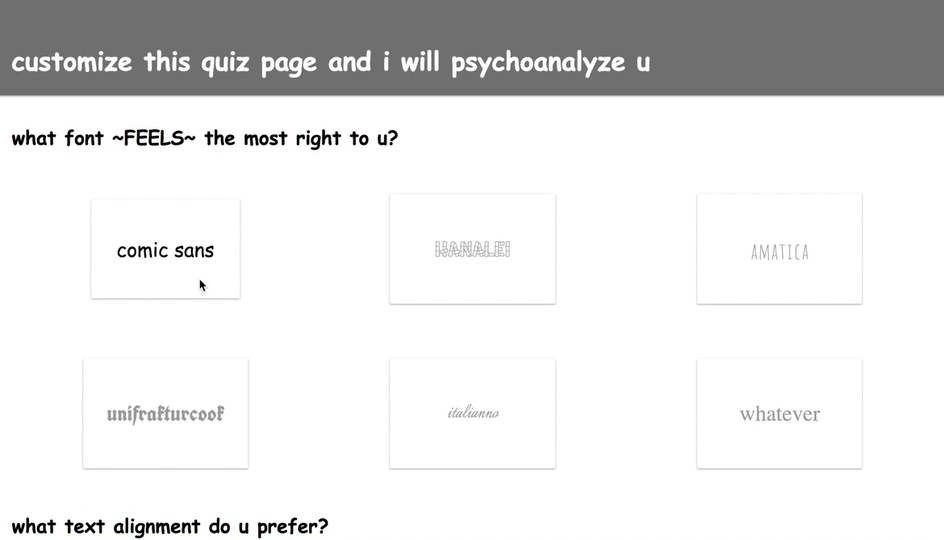 customize this quiz page and i will psychoanalyze u
what font ~FEELS~ the most right to u?
comic sans
HANALEI
AMATICA
unifrakturcook
italianno
whatever
what text alignment do u prefer?